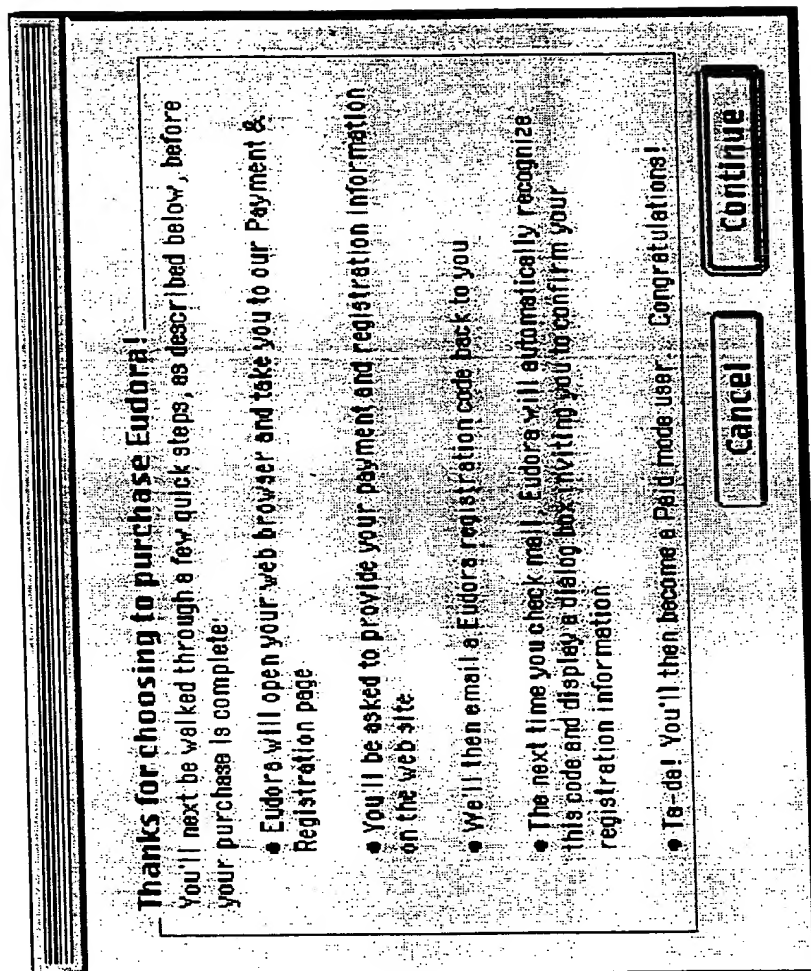 Thanks for choosing to purchase Eudora!
You'll next be walked through a few quick steps, as described below, before
your purchase is complete:
● Eudora will open your web browser and take you to our Payment &
Registration page
● You'll be asked to provide your payment and registration information
on the web site
● We'll then email a Eudora registration code back to you
● The next time you check mail, Eudora will automatically recognize
this code and display a dialog box inviting you to confirm your
registration information
● Ta-da! You'll then become a Paid mode user... Congratulations!
Cancel
Continue